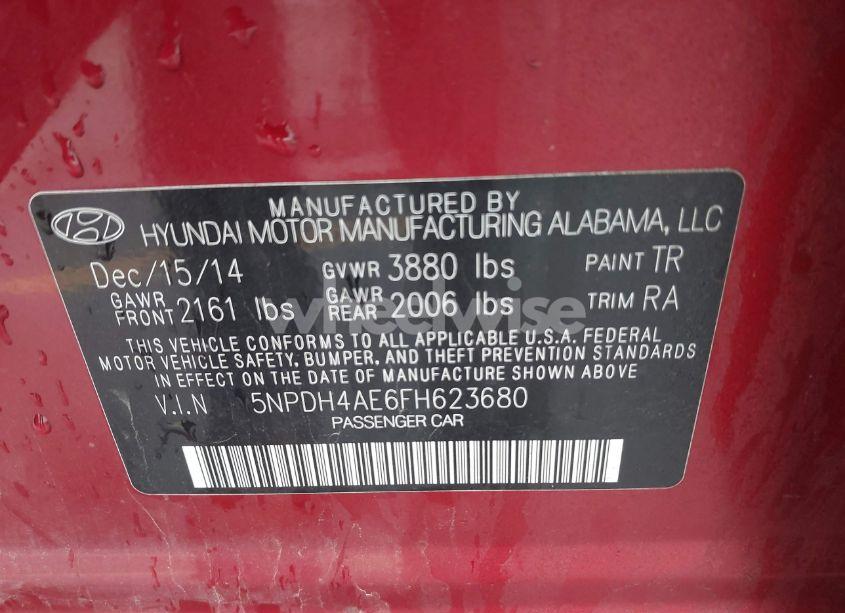 MANUFACTURED BY
HYUNDAI MOTOR MANUFACTURING ALABAMA, LLC
Dec/15/14 GVWR 3880 lbs PAINT TR
GAWR FRONT 2161 lbs GAWR REAR 2006 lbs TRIM RA
THIS VEHICLE CONFORMS TO ALL APPLICABLE U.S.A. FEDERAL
MOTOR VEHICLE SAFETY, BUMPER, AND THEFT PREVENTION STANDARDS
IN EFFECT ON THE DATE OF MANUFACTURE SHOWN ABOVE.
V.I.N 5NPDH4AE6FH623680
PASSENGER CAR
wheelwise